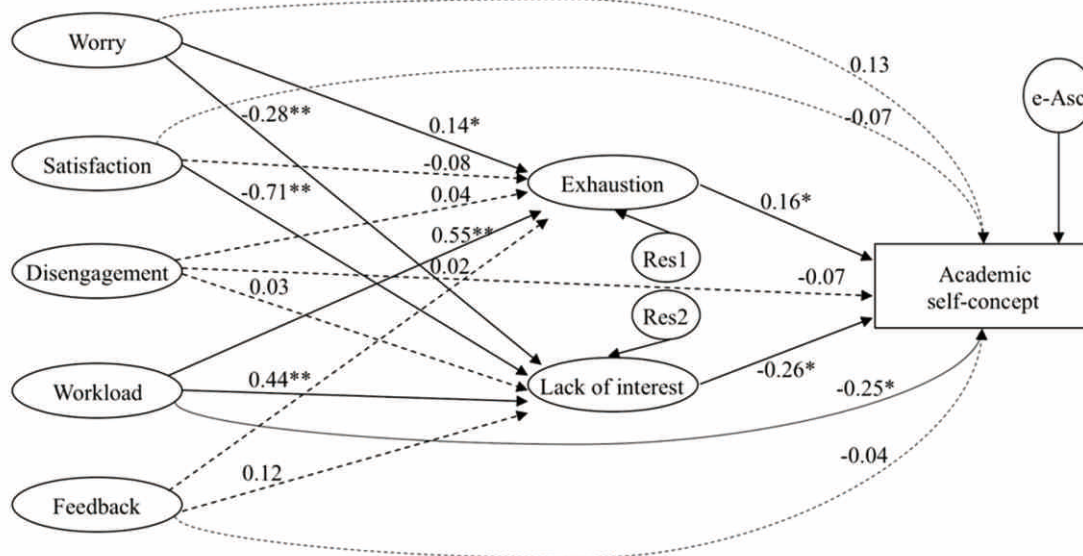 Worry
0.13
e-Asc
-0.28**
-0.07
0.14*
Satisfaction
-0.08
Exhaustion
-0.71**
0.04
0.16*
0.55**
Disengagement
0.02
Res1
-0.07
Academic
self-concept
0.03
Res2
Workload
0.44**
Lack of interest
-0.26*
-0.25*
-0.04
0.12
Feedback